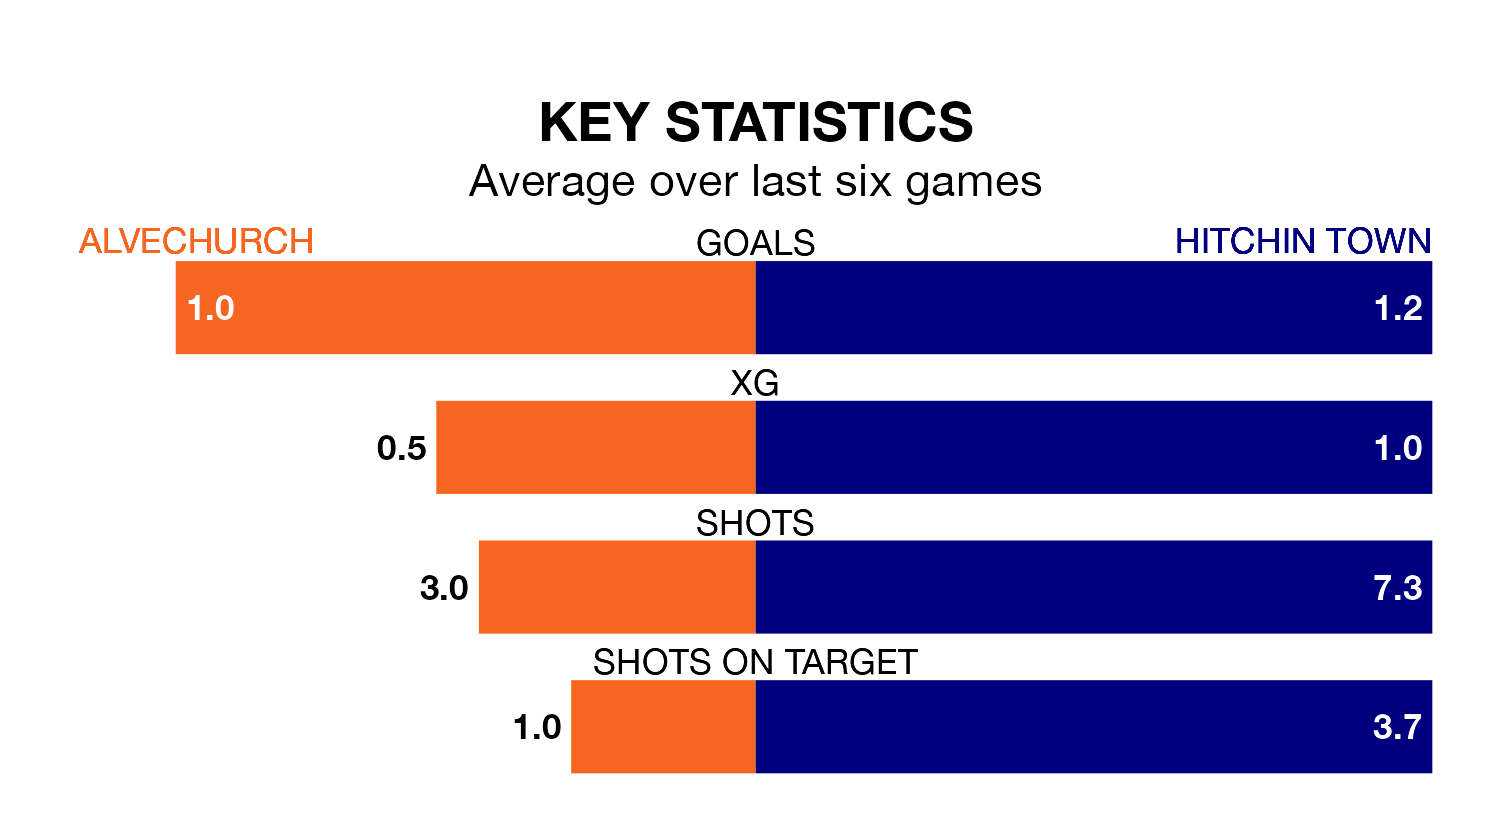 KEY STATISTICS
Average over last six games
ALVECHURCH GOALS HITCHIN TOWN
1.0 1.2
XG
0.5 1.0
SHOTS
3.0 7.3
SHOTS ON TARGET
1.0 3.7